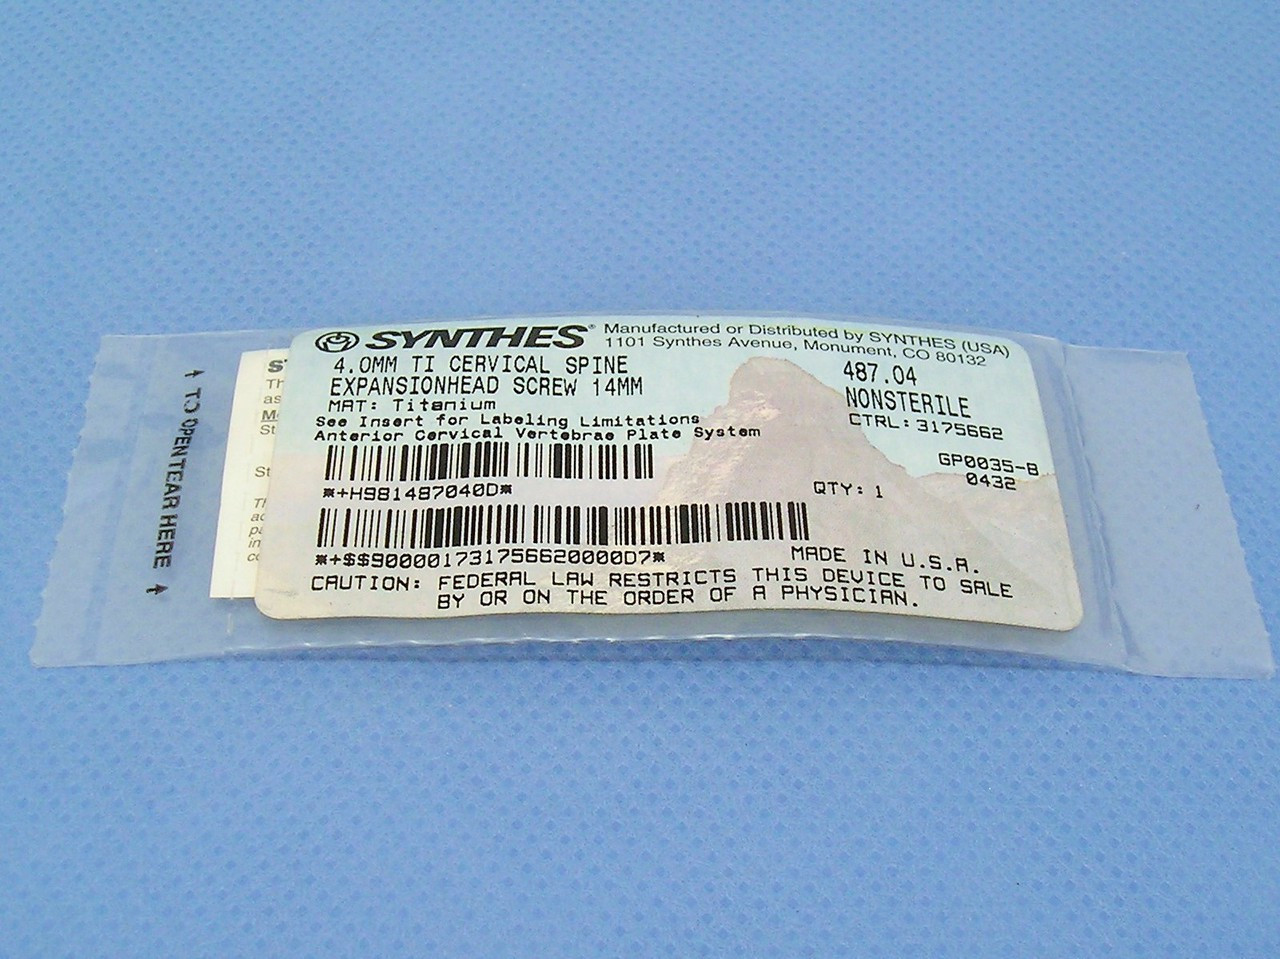 SYNTHES® Manufactured or Distributed by SYNTHES (USA)
1101 Synthes Avenue, Monument, CO 80132
4.0MM TI CERVICAL SPINE
EXPANSIONHEAD SCREW 14MM
MAT: Titanium
See Insert for Labeling Limitations
Anterior Cervical Vertebrae Plate System
487.04
NONSTERILE
CTRL: 3175662
GP0035-B
0432
*+H981487040D*
QTY: 1
*+$$900001731756620000D7*
MADE IN U.S.A.
CAUTION: FEDERAL LAW RESTRICTS THIS DEVICE TO SALE
BY OR ON THE ORDER OF A PHYSICIAN.
TO OPEN TEAR HERE